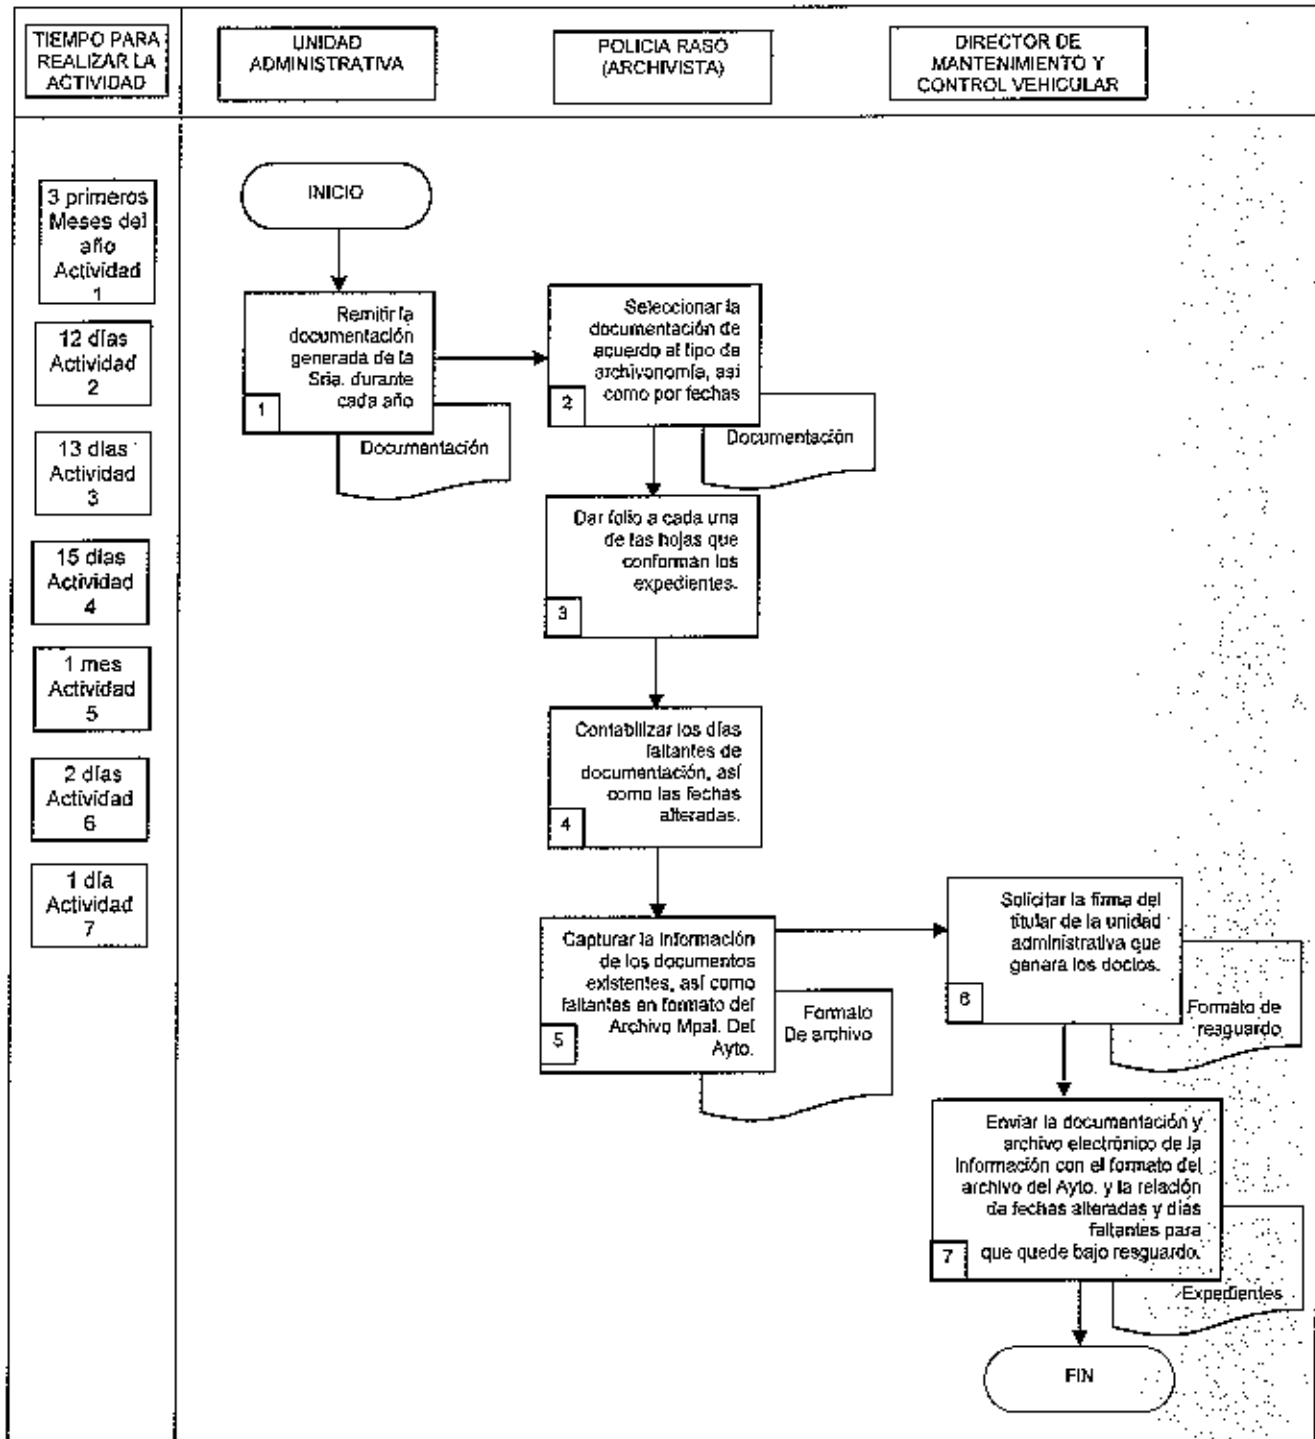 TIEMPO PARA
REALIZAR LA
ACTIVIDAD
UNIDAD
ADMINISTRATIVA
POLICIA RASO
(ARCHIVISTA)
DIRECTOR DE
MANTENIMIENTO Y
CONTROL VEHICULAR
3 primeros
Meses del
año
Actividad
1
12 días
Actividad
2
13 días
Actividad
3
15 días
Actividad
4
1 mes
Actividad
5
2 días
Actividad
6
1 día
Actividad
7
INICIO
Remitir la
documentación
generada de la
Sria. durante
cada año
1
Documentación
Seleccionar la
documentación de
acuerdo al tipo de
archivonomía, así
como por fechas
2
Documentación
Dar folio a cada una
de las hojas que
conforman los
expedientes.
3
Contabilizar los días
faltantes de
documentación, así
como las fechas
alteradas.
4
Capturar la información
de los documentos
existentes, así como
faltantes en formato del
Archivo Mpal. Del
Ayto.
5
Formato
De archivo
Solicitar la firma del
titular de la unidad
administrativa que
genera los doctos.
6
Formato de
resguardo
Enviar la documentación y
archivo electrónico de la
información con el formato del
archivo del Ayto. y la relación
de fechas alteradas y días
faltantes para
que quede bajo resguardo.
7
Expedientes
FIN